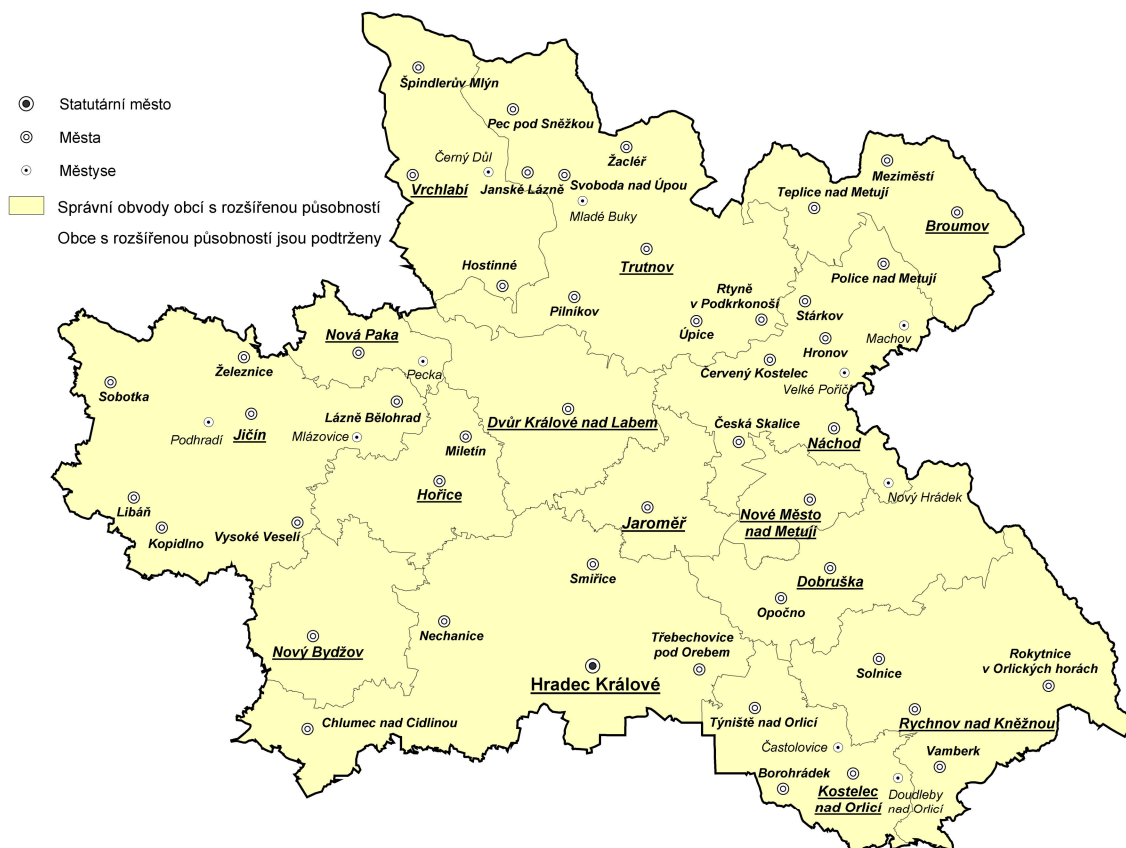 Statutární město
Města
Městyse
Správní obvody obcí s rozšířenou působností
Obce s rozšířenou působností jsou podtrženy
Špindlerův Mlýn
Pec pod Sněžkou
Žacléř
Černý Důl
Vrchlabí
Janské Lázně
Svoboda nad Úpou
Mladé Buky
Meziměstí
Teplice nad Metují
Broumov
Hostinné
Trutnov
Police nad Metují
Pilníkov
Rtyně
v Podkrkonoší
Úpice
Stárkov
Machov
Hronov
Nová Paka
Pecka
Červený Kostelec
Velké Poříčí
Železnice
Sobotka
Lázně Bělohrad
Dvůr Králové nad Labem
Česká Skalice
Náchod
Podhradí
Jičín
Mlázovice
Miletín
Hořice
Nový Hrádek
Libáň
Kopidlno
Vysoké Veselí
Jaroměř
Nové Město
nad Metují
Smiřice
Dobruška
Opočno
Nový Bydžov
Nechanice
Třebechovice
pod Orebem
Hradec Králové
Solnice
Rokytnice
v Orlických horách
Chlumec nad Cidlinou
Týniště nad Orlicí
Rychnov nad Kněžnou
Častolovice
Vamberk
Borohrádek
Kostelec
nad Orlicí
Doudleby
nad Orlicí